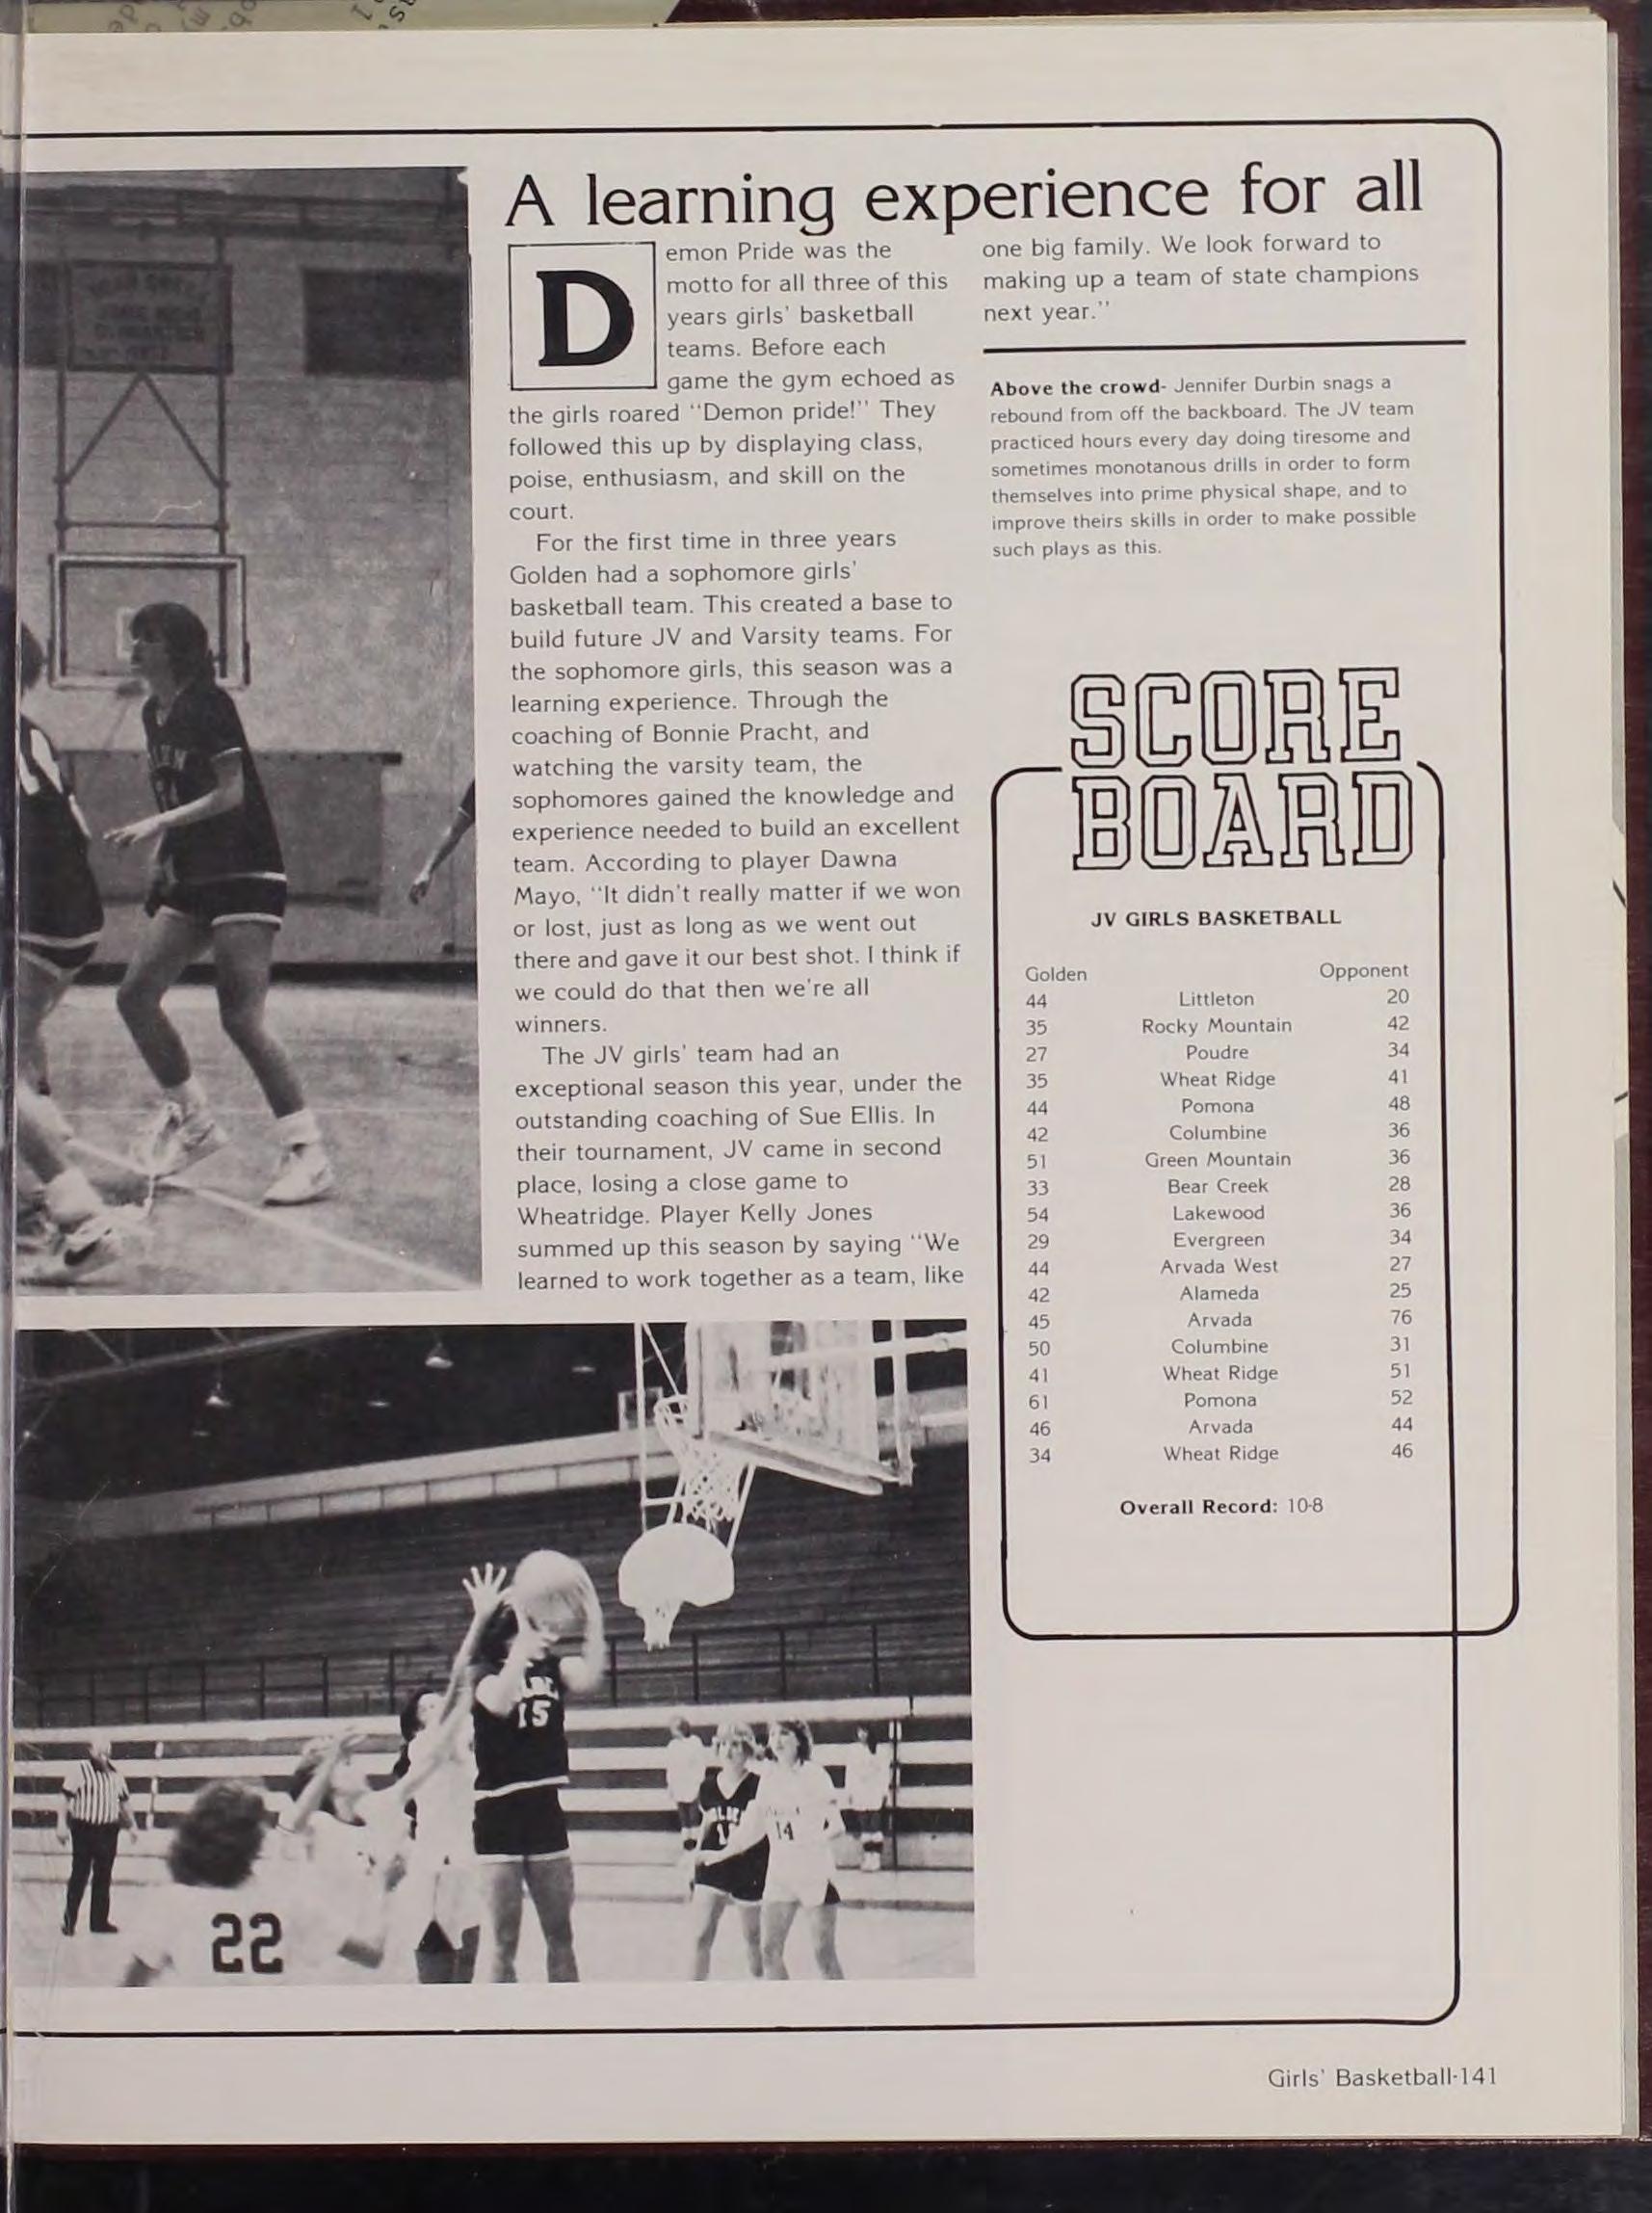 A learning experience for all
Demon Pride was the
motto for all three of this
years girls' basketball
teams. Before each
game the gym echoed as
the girls roared "Demon pride!" They
followed this up by displaying class,
poise, enthusiasm, and skill on the
court.
For the first time in three years
Golden had a sophomore girls'
basketball team. This created a base to
build future JV and Varsity teams. For
the sophomore girls, this season was a
learning experience. Through the
coaching of Bonnie Pracht, and
watching the varsity team, the
sophomores gained the knowledge and
experience needed to build an excellent
team. According to player Dawna
Mayo, "It didn't really matter if we won
or lost, just as long as we went out
there and gave it our best shot. I think if
we could do that then we're all
winners.
The JV girls' team had an
exceptional season this year, under the
outstanding coaching of Sue Ellis. In
their tournament, JV came in second
place, losing a close game to
Wheatridge. Player Kelly Jones
summed up this season by saying "We
learned to work together as a team, like
one big family. We look forward to
making up a team of state champions
next year."
Above the crowd- Jennifer Durbin snags a
rebound from off the backboard. The JV team
practiced hours every day doing tiresome and
sometimes monotanous drills in order to form
themselves into prime physical shape, and to
improve theirs skills in order to make possible
such plays as this.
SCORE
BOARD
JV GIRLS BASKETBALL
Golden Opponent
44 Littleton 20
35 Rocky Mountain 42
27 Poudre 34
35 Wheat Ridge 41
44 Pomona 48
42 Columbine 36
51 Green Mountain 36
33 Bear Creek 28
54 Lakewood 36
29 Evergreen 34
44 Arvada West 27
42 Alameda 25
45 Arvada 76
50 Columbine 31
41 Wheat Ridge 51
61 Pomona 52
46 Arvada 44
34 Wheat Ridge 46
Overall Record: 10-8
15
14
22
Girls' Basketball-141